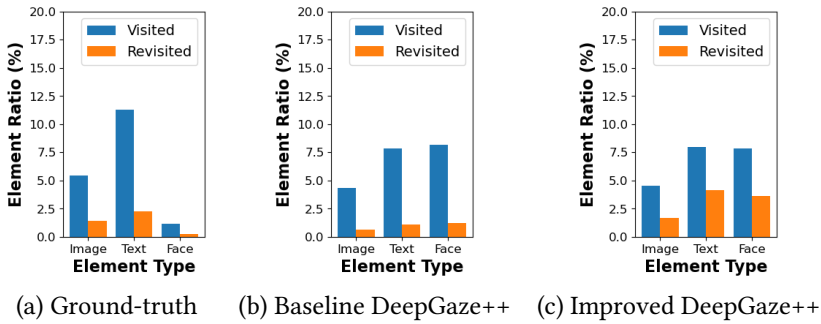 20.0
17.5
15.0
12.5
10.0
7.5
5.0
2.5
0.0
Element Ratio (%)
Visited
Revisited
Image Text Face
Element Type
(a) Ground-truth
20.0
17.5
15.0
12.5
10.0
7.5
5.0
2.5
0.0
Element Ratio (%)
Visited
Revisited
Image Text Face
Element Type
(b) Baseline DeepGaze++
20.0
17.5
15.0
12.5
10.0
7.5
5.0
2.5
0.0
Element Ratio (%)
Visited
Revisited
Image Text Face
Element Type
(c) Improved DeepGaze++